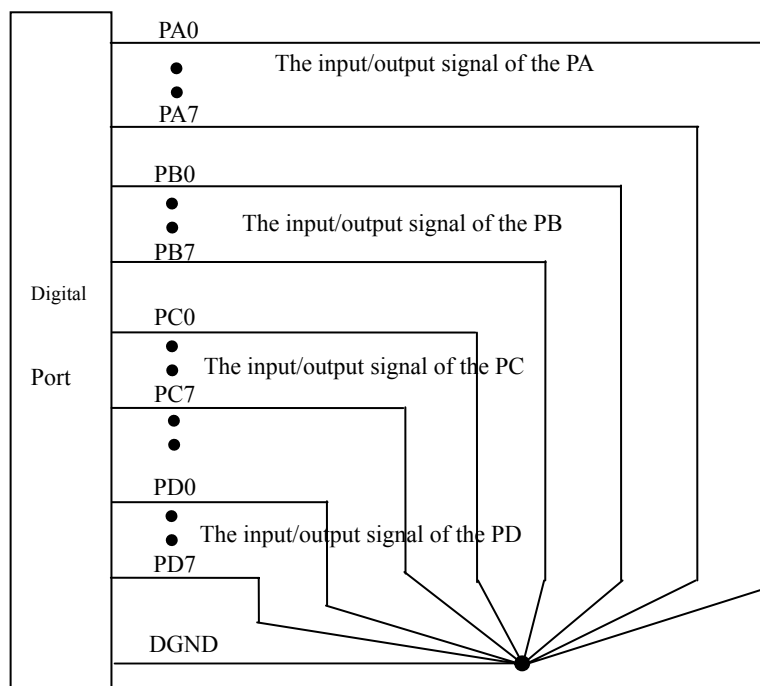 PA0
The input/output signal of the PA
PA7
PB0
The input/output signal of the PB
PB7
Digital
PC0
The input/output signal of the PC
Port
PC7
PD0
The input/output signal of the PD
PD7
DGND